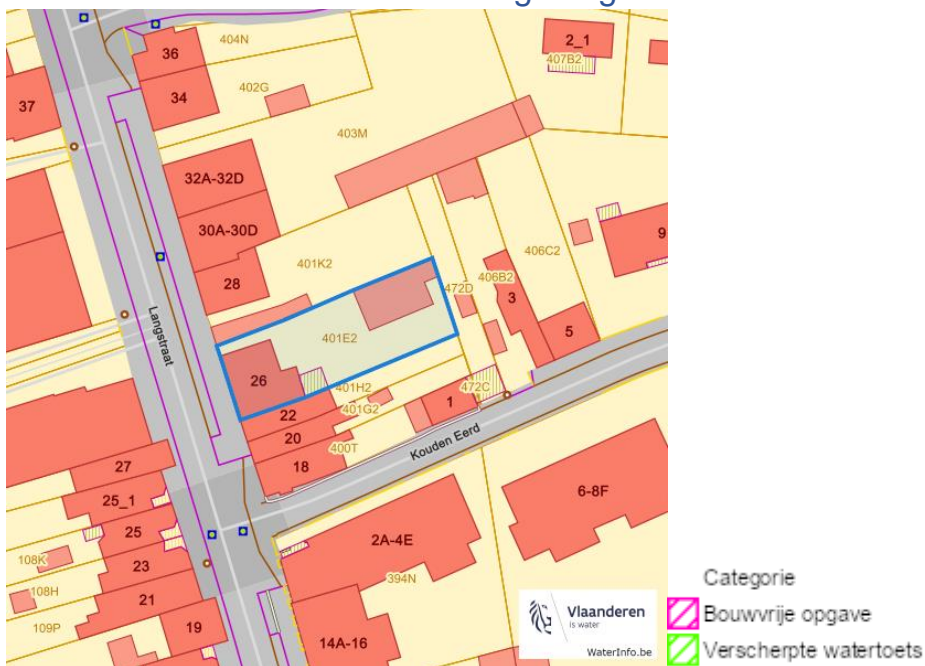 36
404N
2_1
407B2
37
34
402G
403M
32A-32D
30A-30D
28
401K2
472D
406B2
406C2
9
3
5
Langstraat
401E2
26
401H2
472C
22
401G2
1
20
400T
Kouden Eerd
18
27
25_1
6-8F
25
2A-4E
108K
23
394N
108H
21
109P
19
14A-16
Vlaanderen
is water
WaterInfo.be
Categorie
Bouwvrije opgave
Verscherpte watertoets